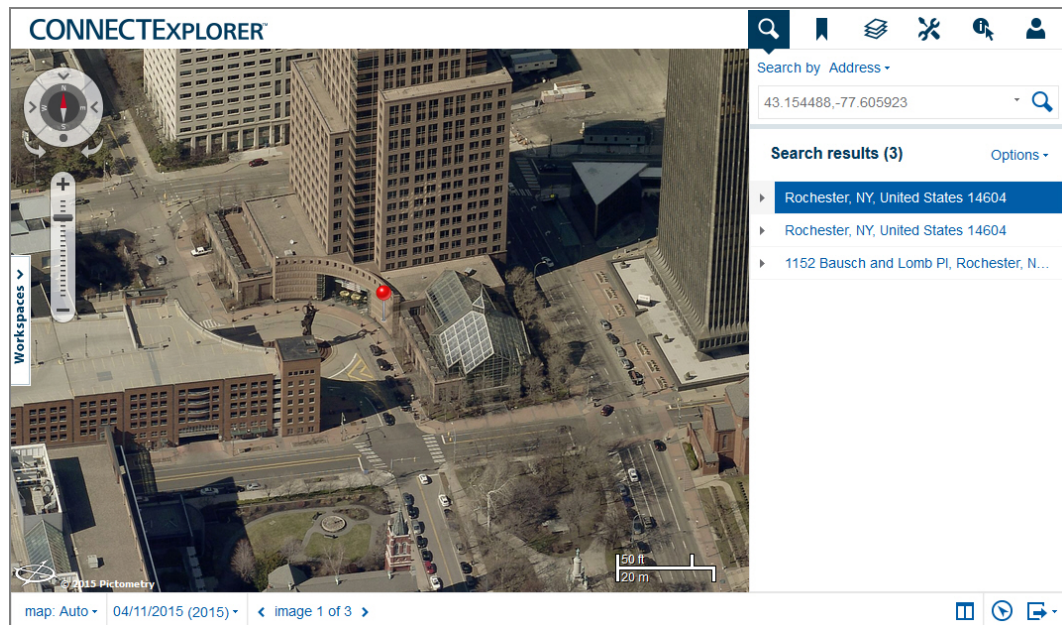 CONNECTEXPLORER™
Search by Address
43.154488,-77.605923
Search results (3)
Options
Rochester, NY, United States 14604
Rochester, NY, United States 14604
1152 Bausch and Lomb Pl, Rochester, N...
N
W
E
S
Workspaces
50 ft
20 m
© 2015 Pictometry
map: Auto
04/11/2015 (2015)
image 1 of 3